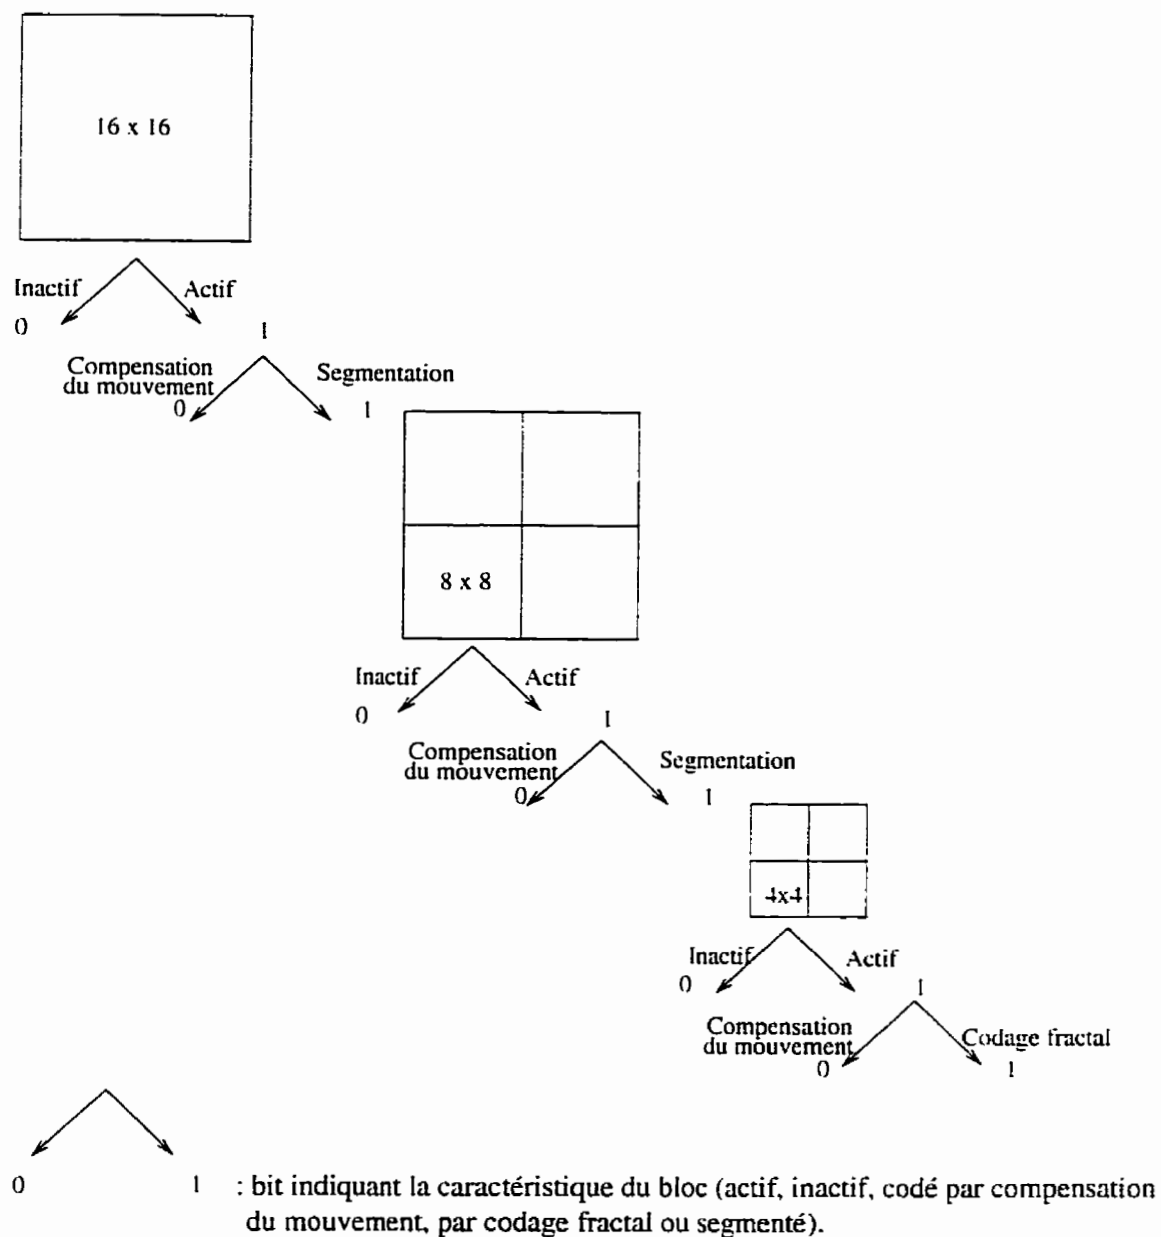 16 x 16
Inactif
Actif
0
1
Compensation
du mouvement
Segmentation
0
1
8 x 8
Inactif
Actif
0
1
Compensation
du mouvement
Segmentation
0
1
4x4
Inactif
Actif
0
1
Compensation
du mouvement
Codage fractal
0
1
0
1
: bit indiquant la caractéristique du bloc (actif, inactif, codé par compensation
du mouvement, par codage fractal ou segmenté).